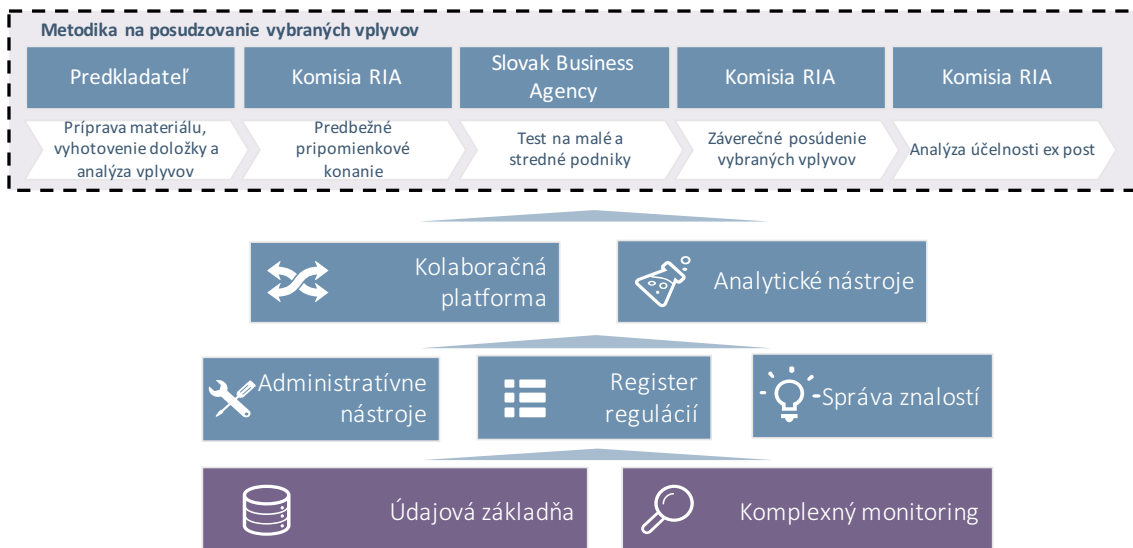 Metodika na posudzovanie vybraných vplyvov
Predkladateľ
Komisia RIA
Slovak Business
Agency
Komisia RIA
Komisia RIA
Príprava materiálu,
vyhotovenie doložky a
analýza vplyvov
Predbežné
pripomienkové
konanie
Test na malé a
stredné podniky
Záverečné posúdenie
vybraných vplyvov
Analýza účelnosti ex post
Kolaboračná
platforma
Analytické nástroje
Administratívne
nástroje
Register
regulácií
Správa znalostí
Údajová základňa
Komplexný monitoring